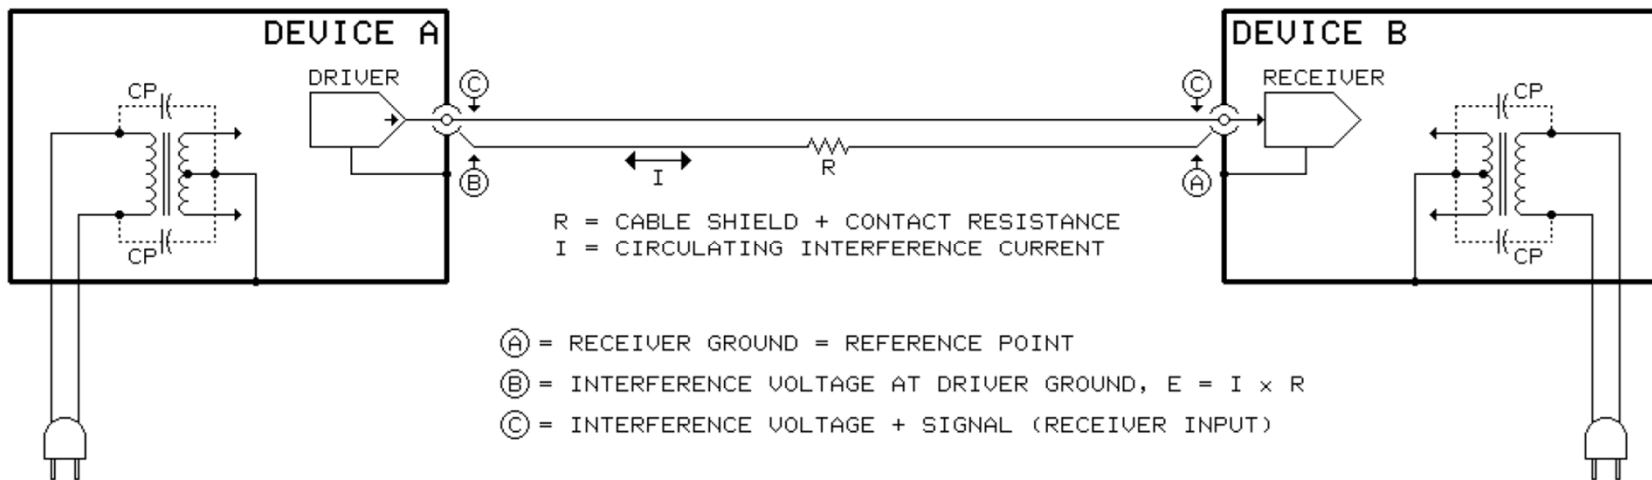 DEVICE A
DEVICE B
DRIVER
RECEIVER
CP
C
C
CP
B
I
R
A
CP
CP
R = CABLE SHIELD + CONTACT RESISTANCE
I = CIRCULATING INTERFERENCE CURRENT
A = RECEIVER GROUND = REFERENCE POINT
B = INTERFERENCE VOLTAGE AT DRIVER GROUND, E = I x R
C = INTERFERENCE VOLTAGE + SIGNAL (RECEIVER INPUT)